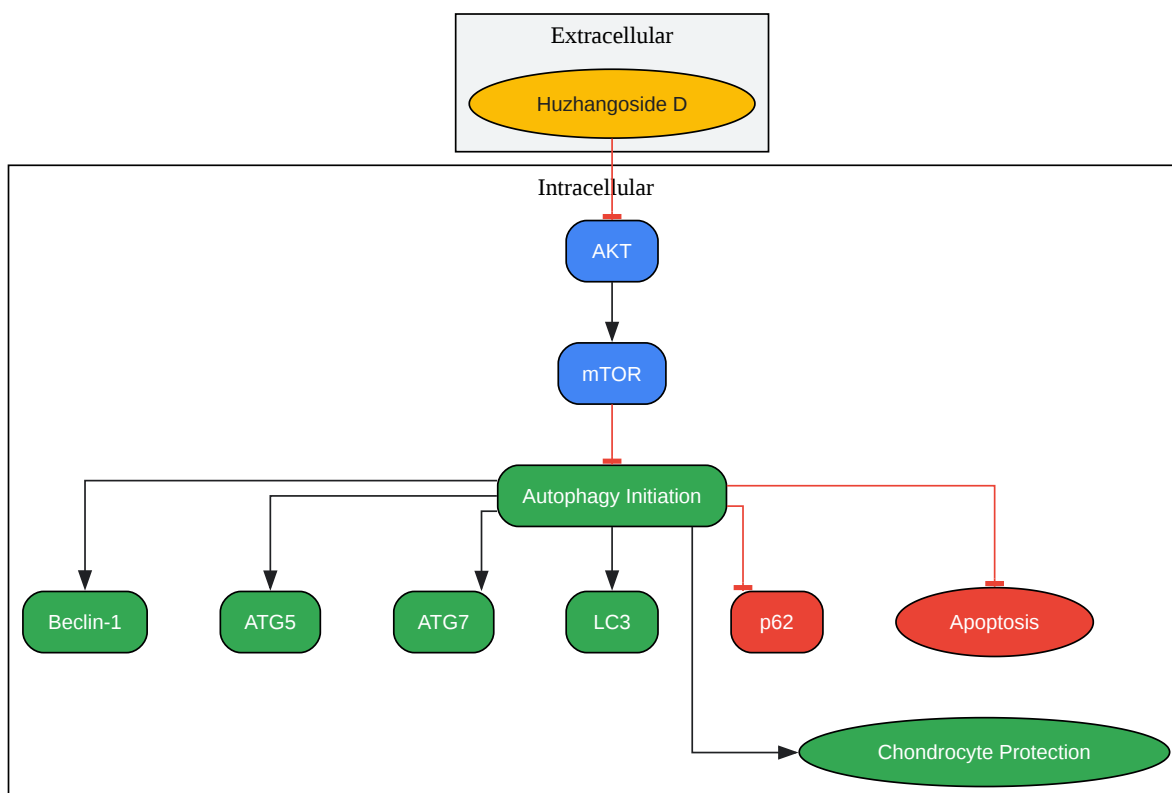 Extracellular
Huzhangoside D
Intracellular
AKT
mTOR
Autophagy Initiation
Beclin-1
ATG5
ATG7
LC3
p62
Apoptosis
Chondrocyte Protection